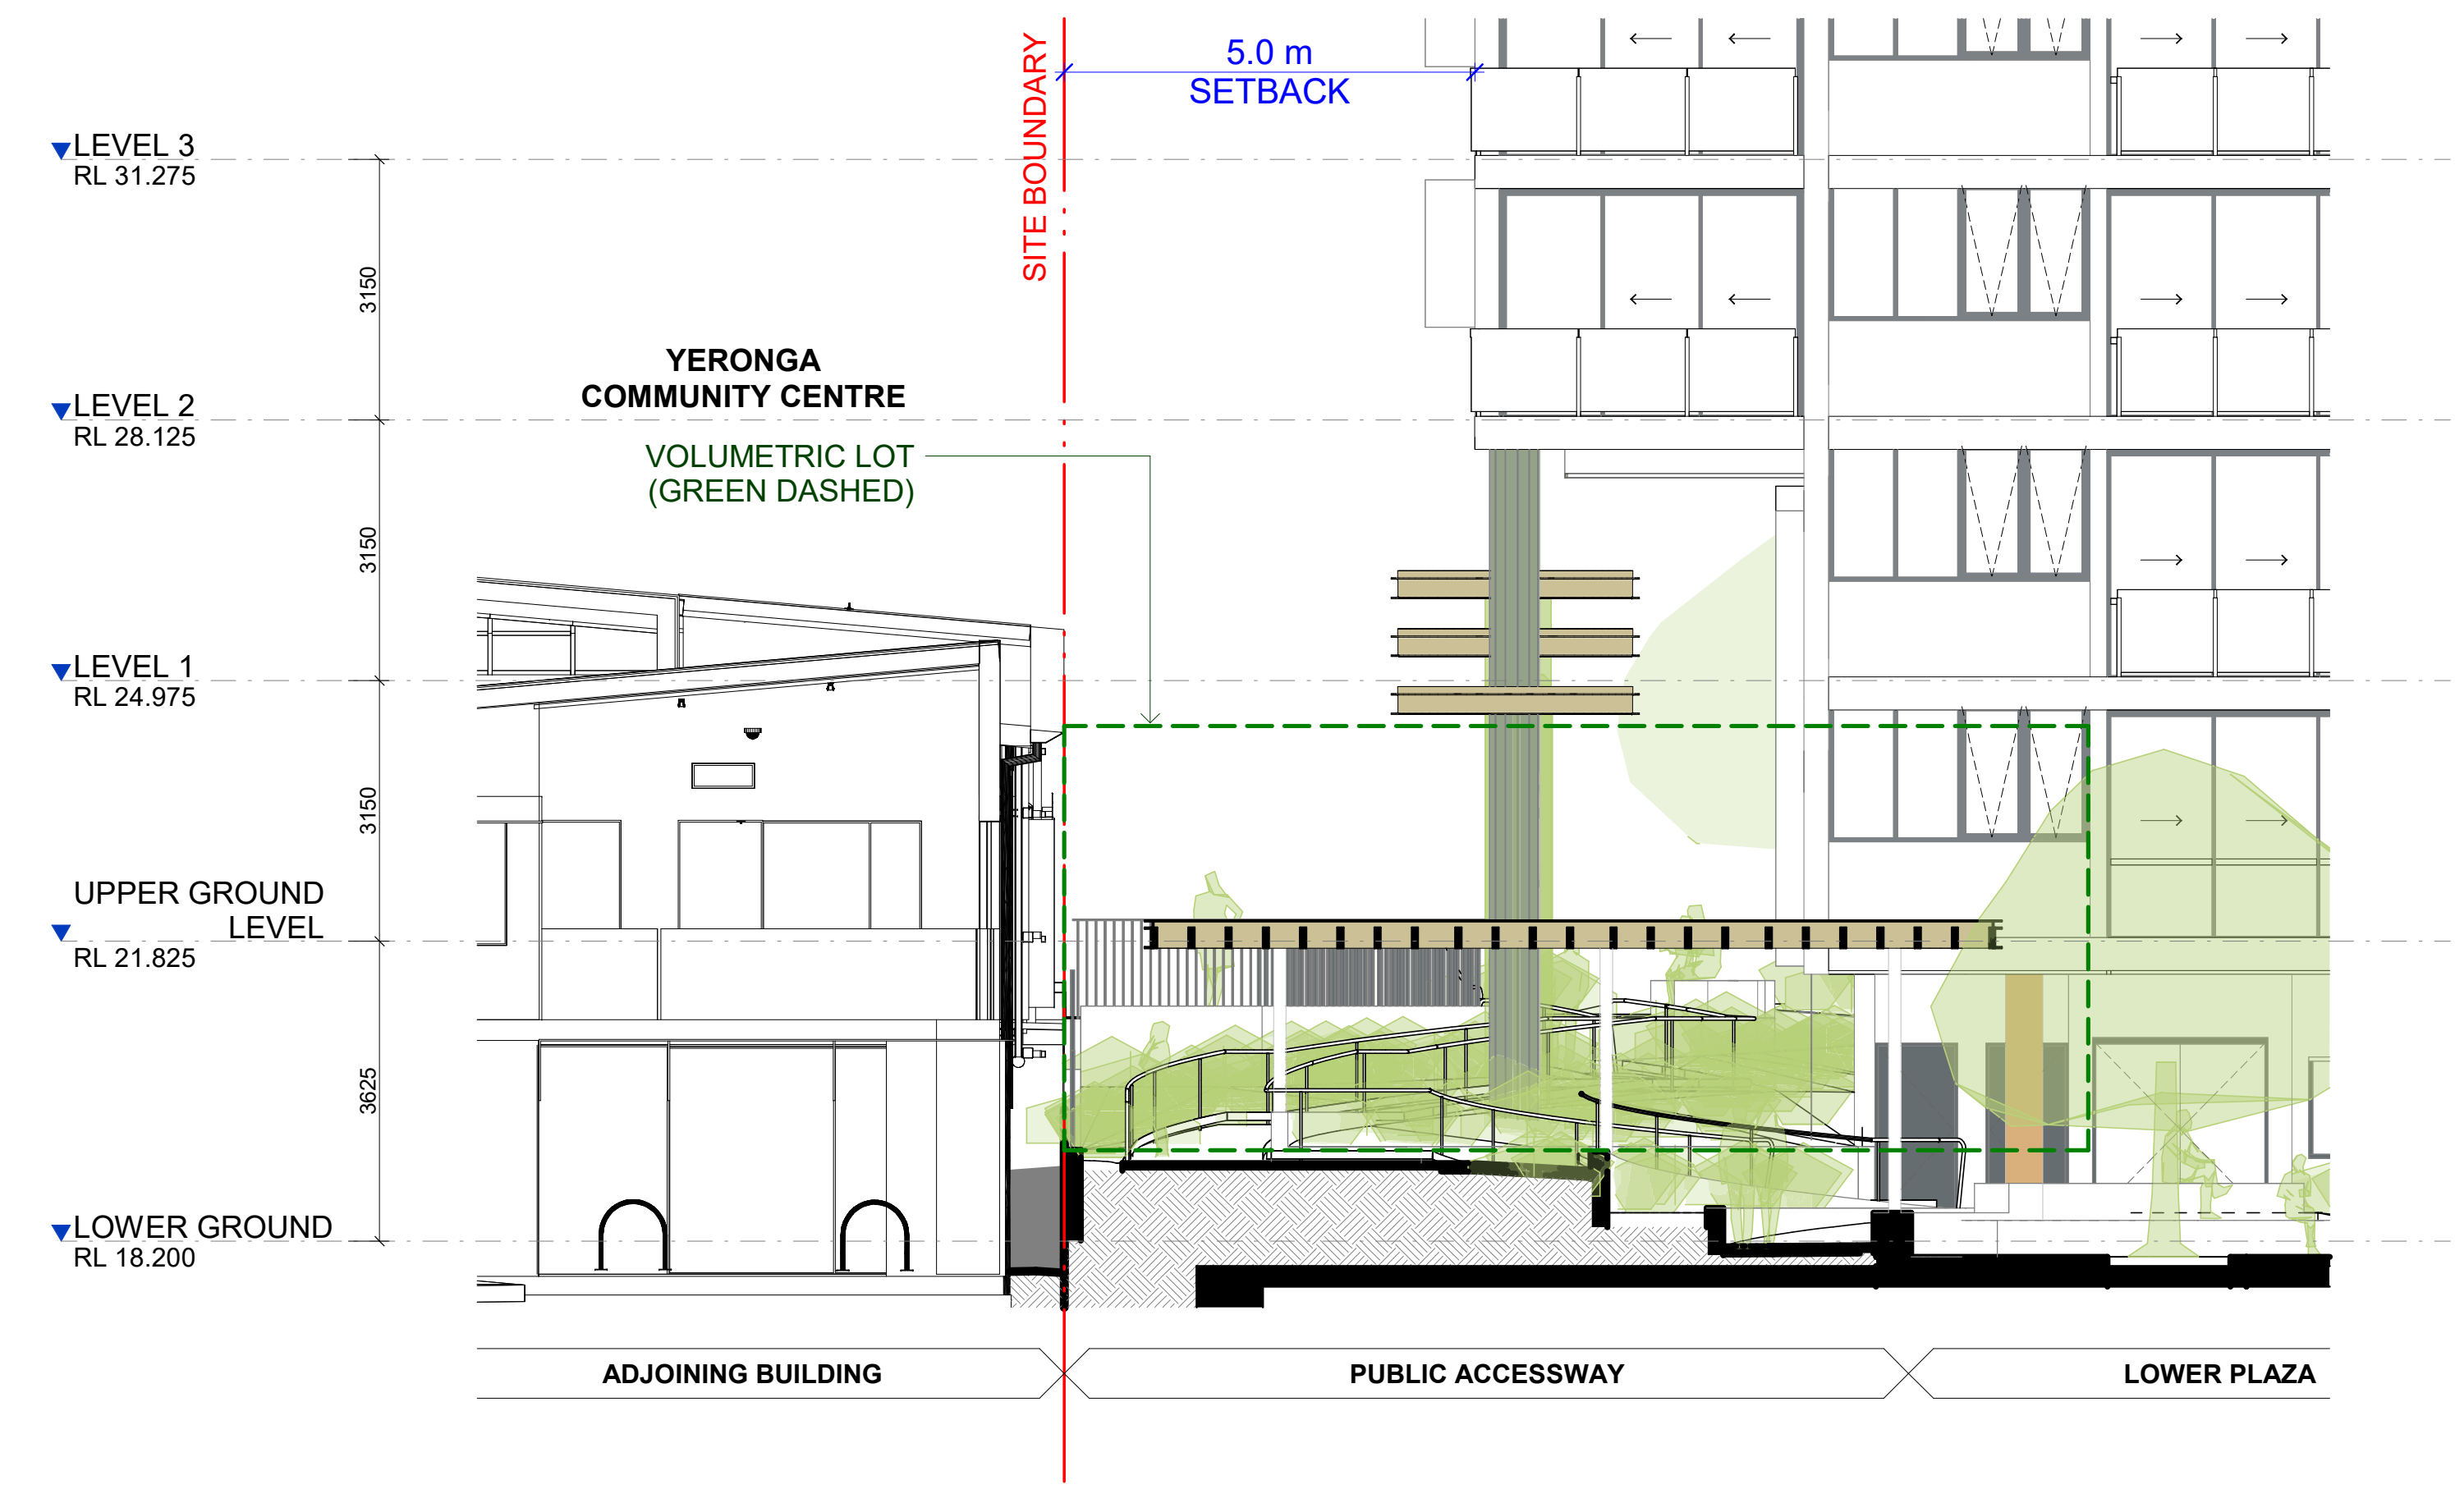 5.0 m
SETBACK
SITE BOUNDARY
LEVEL 3
RL 31.275
3150
YERONGA
COMMUNITY CENTRE
LEVEL 2
RL 28.125
VOLUMETRIC LOT
(GREEN DASHED)
3150
LEVEL 1
RL 24.975
3150
UPPER GROUND
LEVEL
RL 21.825
3625
LOWER GROUND
RL 18.200
ADJOINING BUILDING
PUBLIC ACCESSWAY
LOWER PLAZA